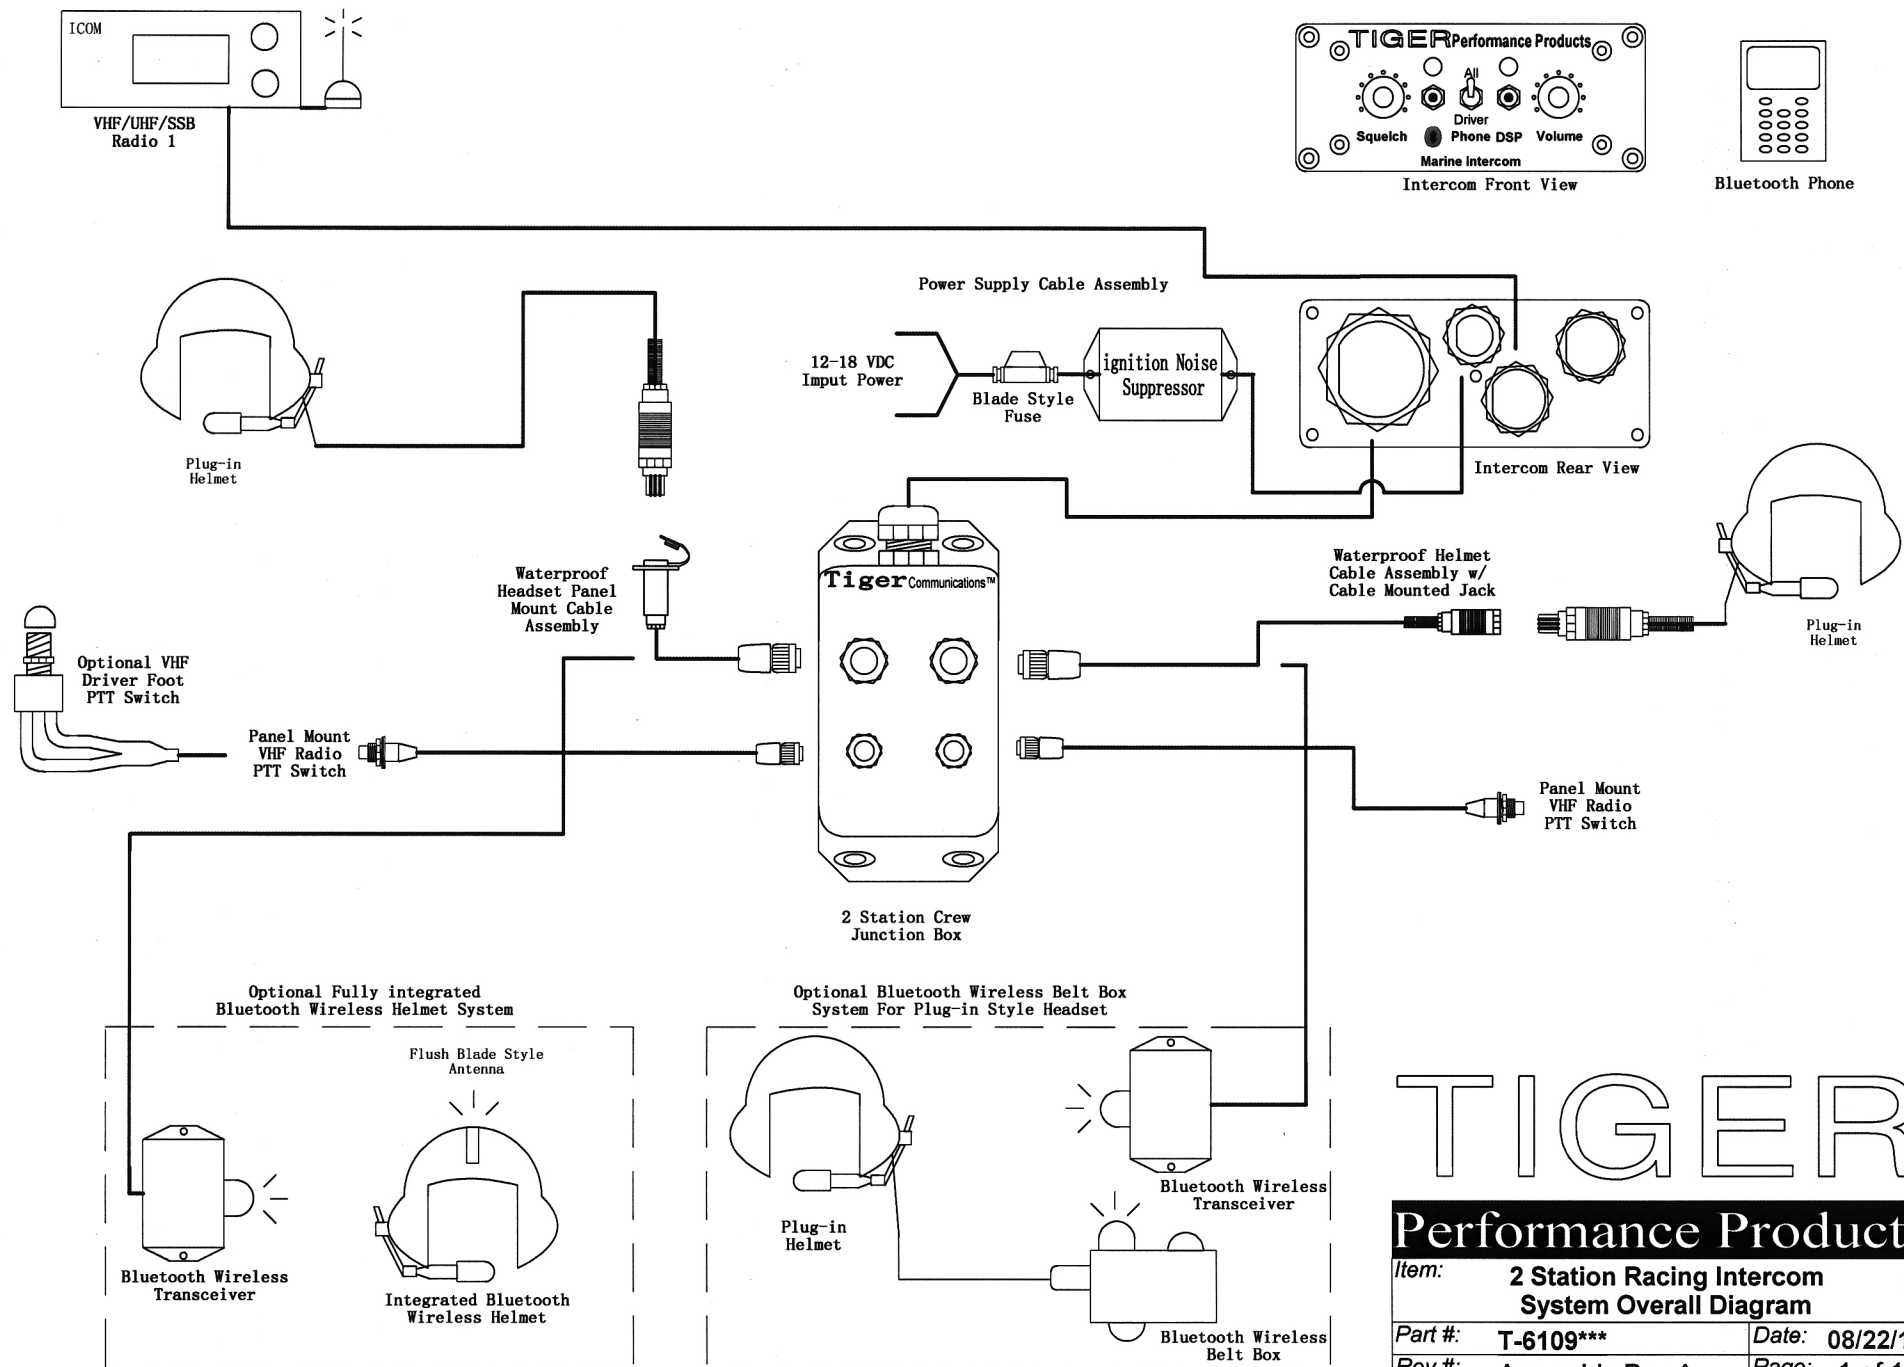 ICOM
VHF/UHF/SSB
Radio 1
TIGER Performance Products
All
Driver
Squelch
Phone DSP
Volume
Marine Intercom
Intercom Front View
Bluetooth Phone
Power Supply Cable Assembly
12-18 VDC
Imput Power
Blade Style
Fuse
ignition Noise
Suppressor
Intercom Rear View
Plug-in
Helmet
Waterproof
Headset Panel
Mount Cable
Assembly
Tiger Communications™
Waterproof Helmet
Cable Assembly w/
Cable Mounted Jack
Plug-in
Helmet
Optional VHF
Driver Foot
PTT Switch
Panel Mount
VHF Radio
PTT Switch
Panel Mount
VHF Radio
PTT Switch
2 Station Crew
Junction Box
Optional Fully integrated
Bluetooth Wireless Helmet System
Optional Bluetooth Wireless Belt Box
System For Plug-in Style Headset
Flush Blade Style
Antenna
Bluetooth Wireless
Transceiver
Integrated Bluetooth
Wireless Helmet
Plug-in
Helmet
Bluetooth Wireless
Transceiver
Bluetooth Wireless
Belt Box
TIGER
Performance Product
Item: 2 Station Racing Intercom
System Overall Diagram
Part #: T-6109*** Date: 08/22/1